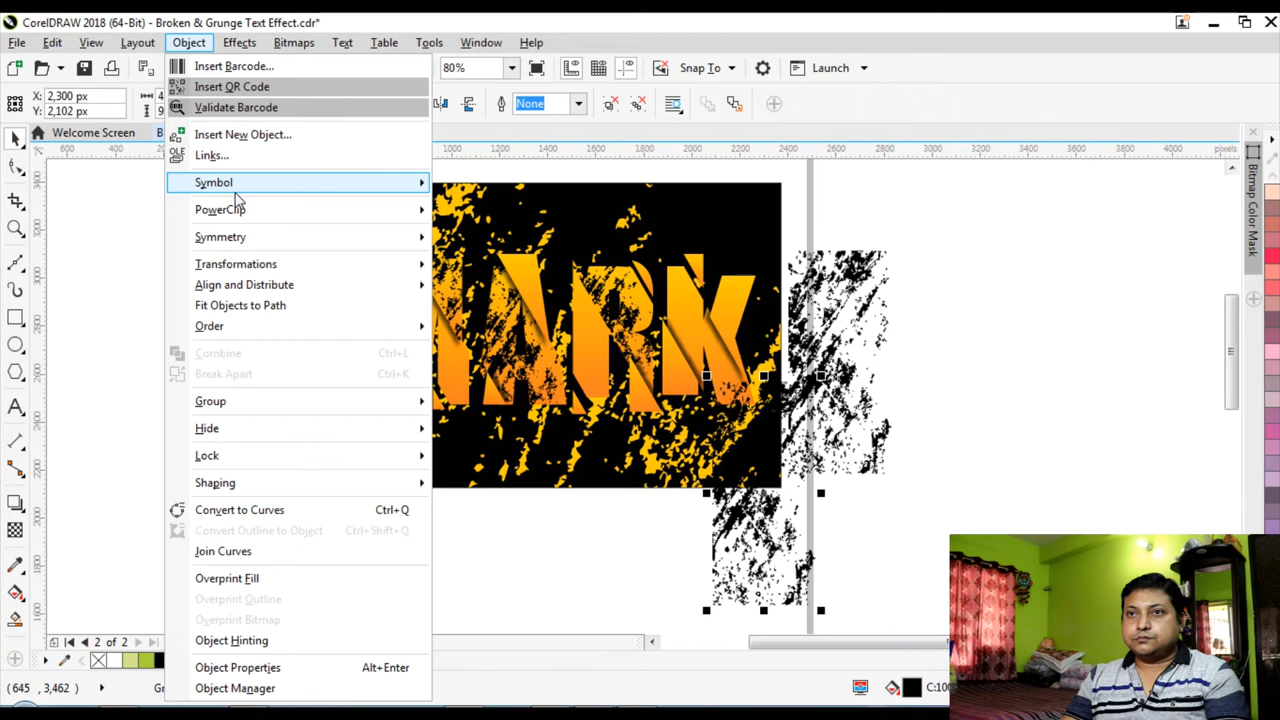 CorelDRAW 2018 (64-Bit) - Broken & Grunge Text Effect.cdr*
File Edit View Layout Object Effects Bitmaps Text Table Tools Window Help
80% Snap To Launch
X: 2,300 px
Y: 2,102 px
None
Welcome Screen
600 1000 1200 1400 1600 1800 2000 2200 2400 2600 2800 3000 3200 3400 3600 3800 4000 pixels
Insert Barcode...
Insert QR Code
Validate Barcode
Insert New Object...
Links...
Symbol
PowerClip
Symmetry
Transformations
Align and Distribute
Fit Objects to Path
Order
Combine Ctrl+L
Break Apart Ctrl+K
Group
Hide
Lock
Shaping
Convert to Curves Ctrl+Q
Convert Outline to Object Ctrl+Shift+Q
Join Curves
Overprint Fill
Overprint Outline
Overprint Bitmap
Object Hinting
Object Properties Alt+Enter
Object Manager
ARK
Bitmap Color Mask
2 of 2
(645 , 3,462)